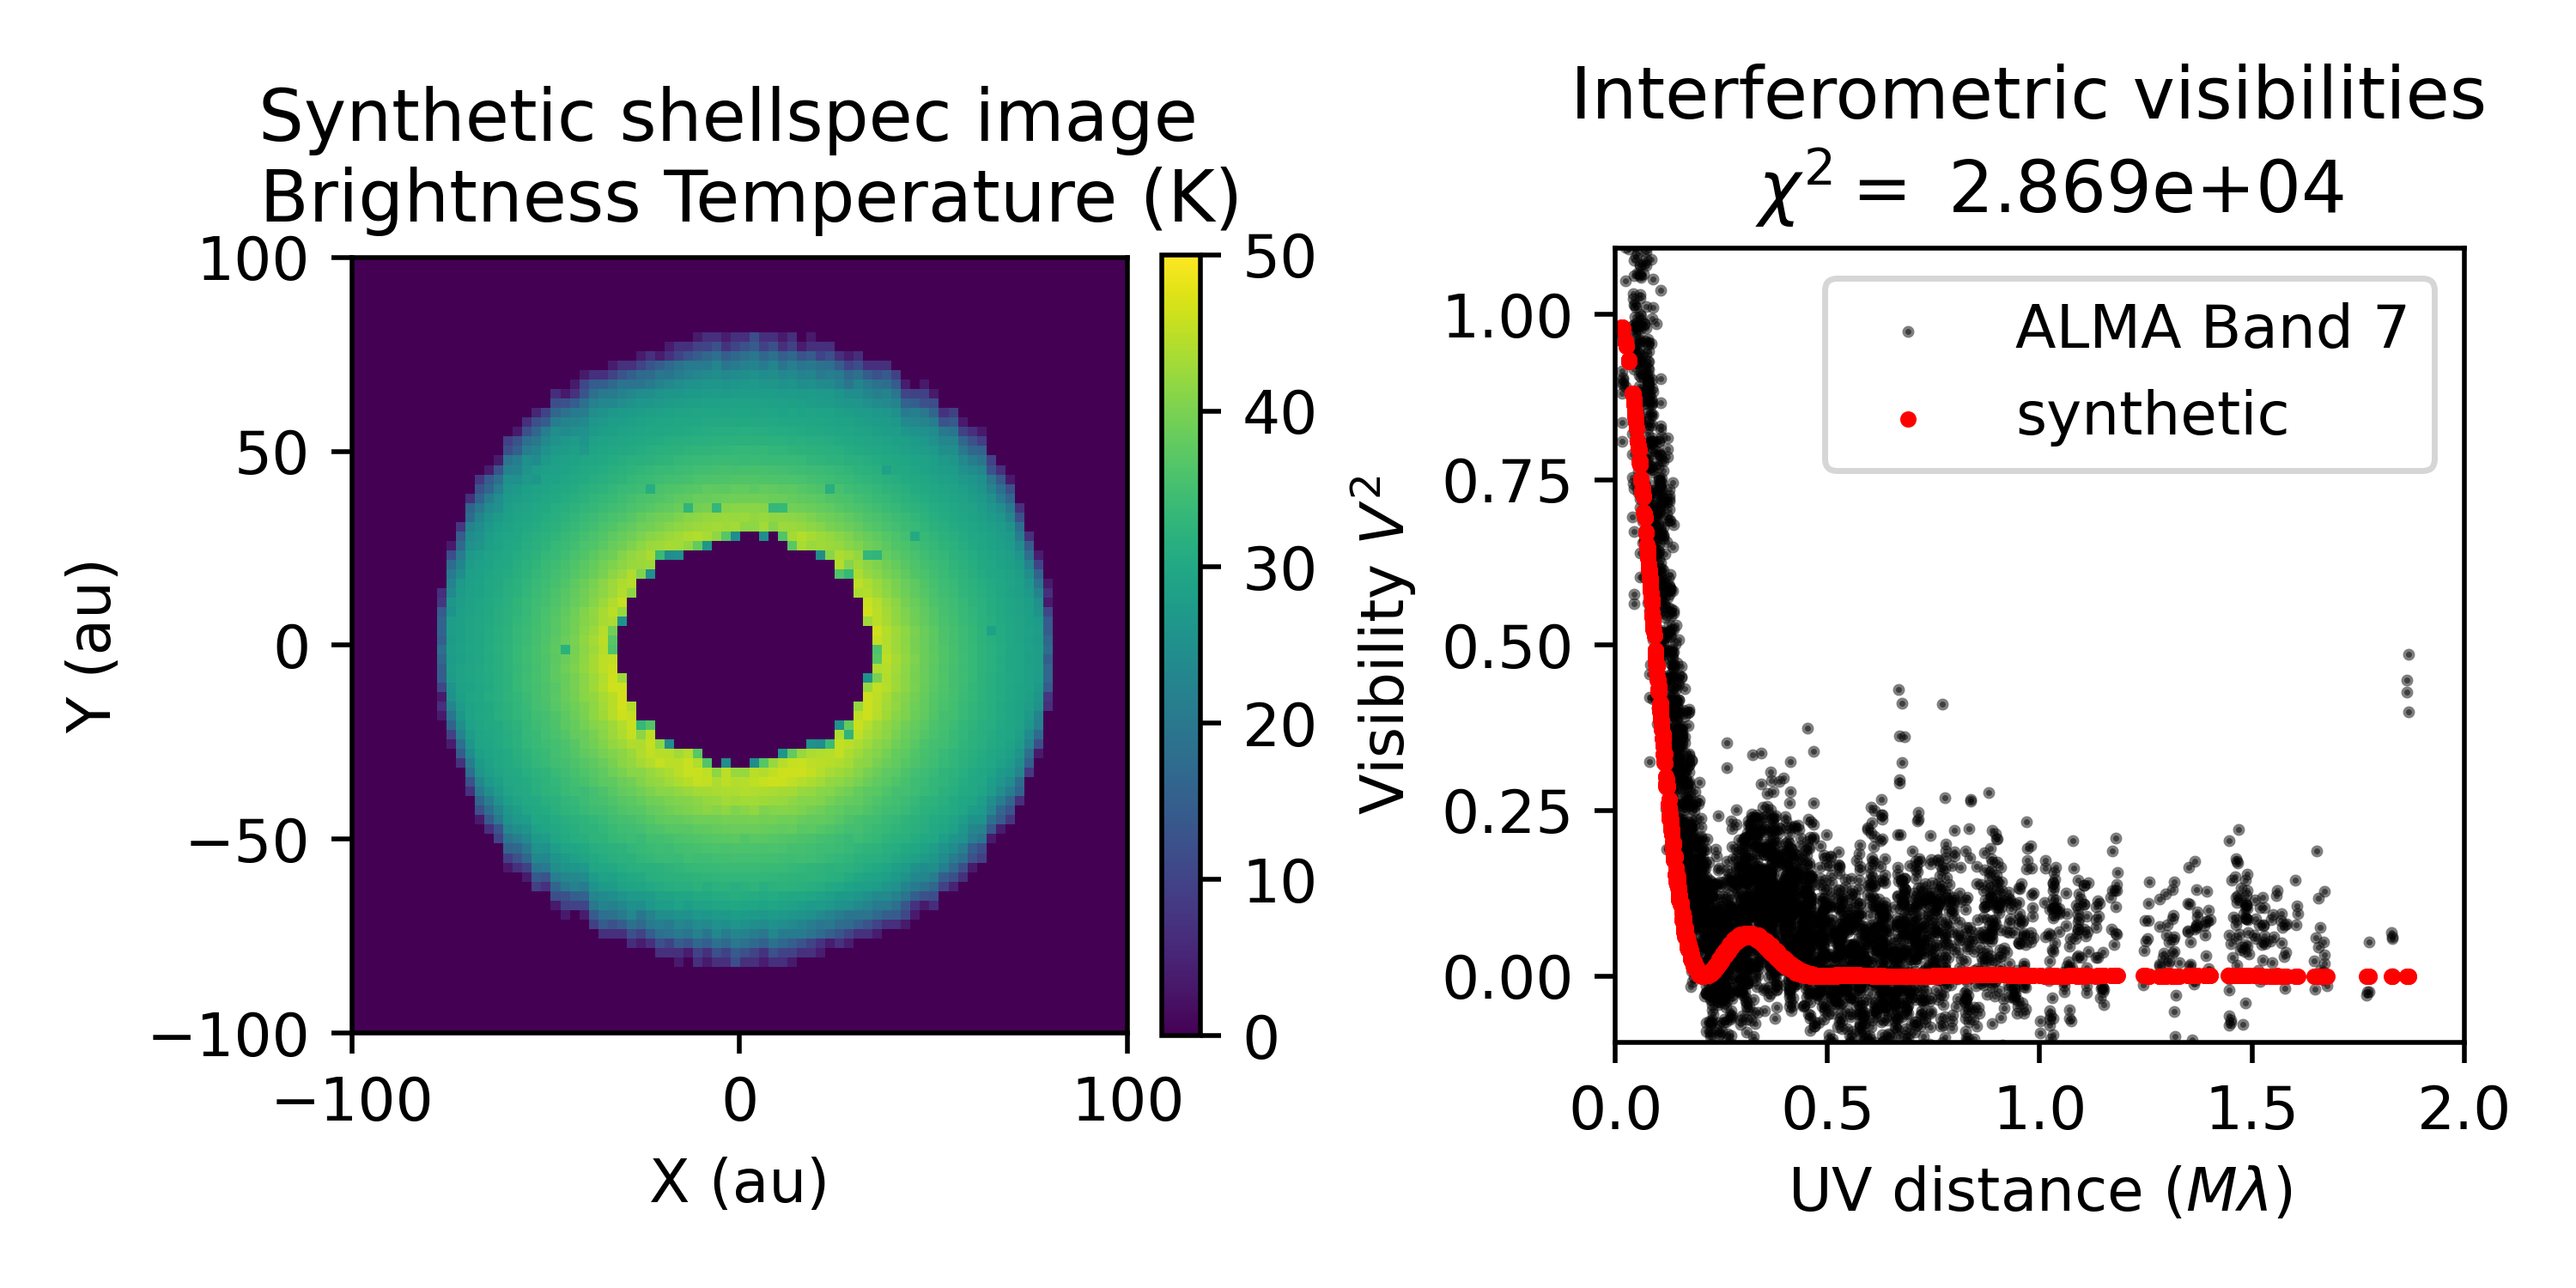 Synthetic shellspec image
Brightness Temperature (K)
100
50
0
−50
−100
Y (au)
−100
0
100
X (au)
50
40
30
20
10
0
Interferometric visibilities
χ² = 2.869e+04
ALMA Band 7
synthetic
1.00
0.75
0.50
0.25
0.00
Visibility V²
0.0
0.5
1.0
1.5
2.0
UV distance (Mλ)